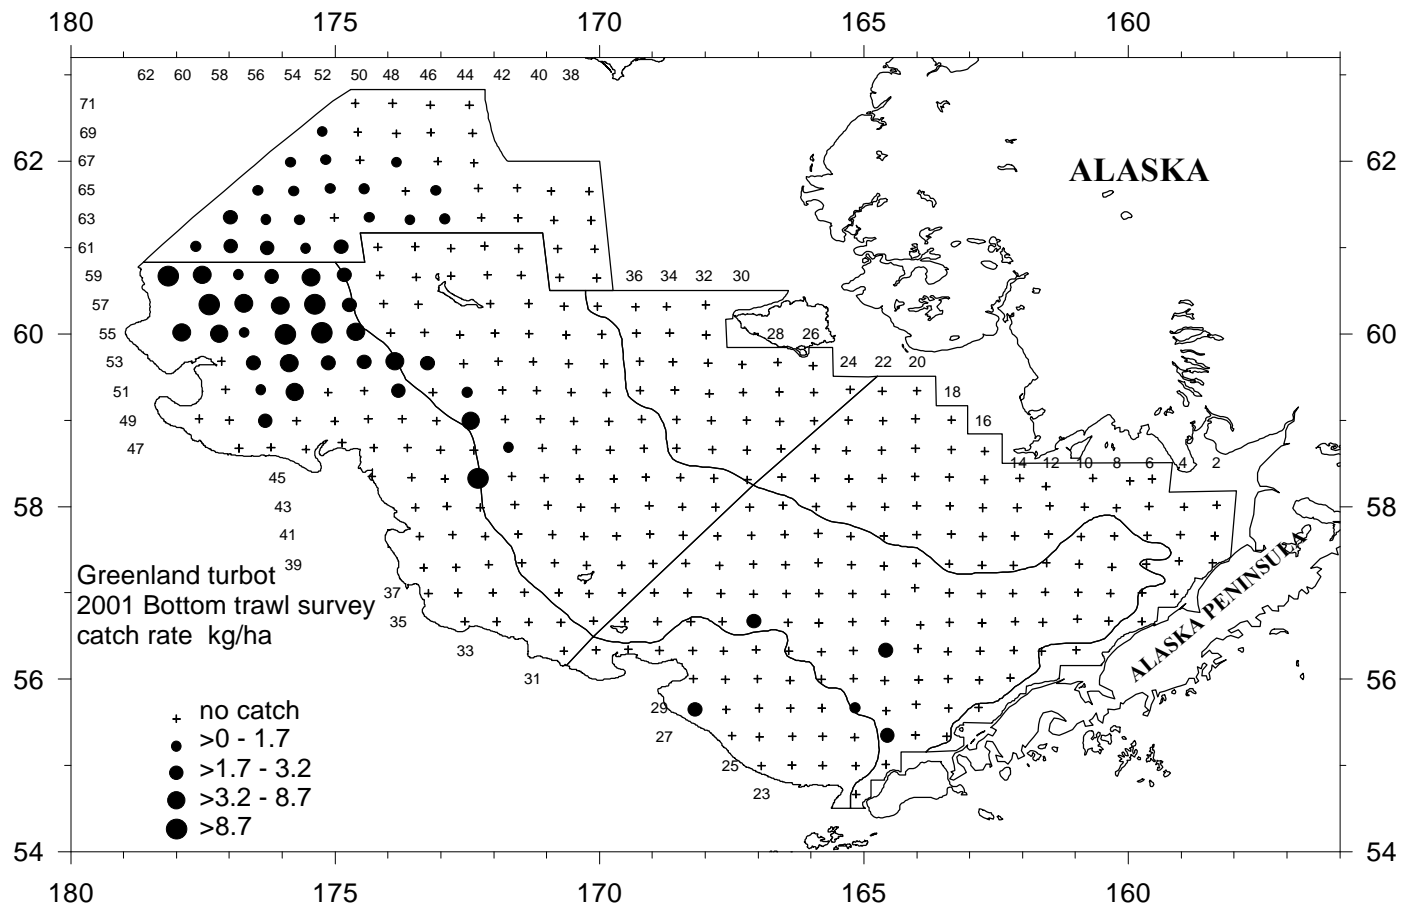 180 175 170 165 160
62 60 58 56 54 52 50 48 46 44 42 40 38
71
69
62 67 ALASKA 62
65
63
61
59 36 34 32 30
57
60 55 28 26 60
53 24 22 20
51 18
49 16
47 14 12 10 8 6 4 2
45
58 43 58
41
39
Greenland turbot
37
2001 Bottom trawl survey
35
catch rate kg/ha
ALASKA PENINSULA
33
56 31 56
29
no catch
27
>0 - 1.7
25
>1.7 - 3.2
23
>3.2 - 8.7
>8.7
54 54
180 175 170 165 160